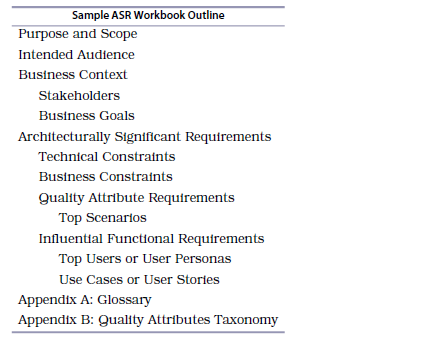 Sample ASR Workbook Outline
Purpose and Scope
Intended Audience
Business Context
Stakeholders
Business Goals
Architecturally Significant Requirements
Technical Constraints
Business Constraints
Quality Attribute Requirements
Top Scenarios
Influential Functional Requirements
Top Users or User Personas
Use Cases or User Stories
Appendix A: Glossary
Appendix B: Quality Attributes Taxonomy